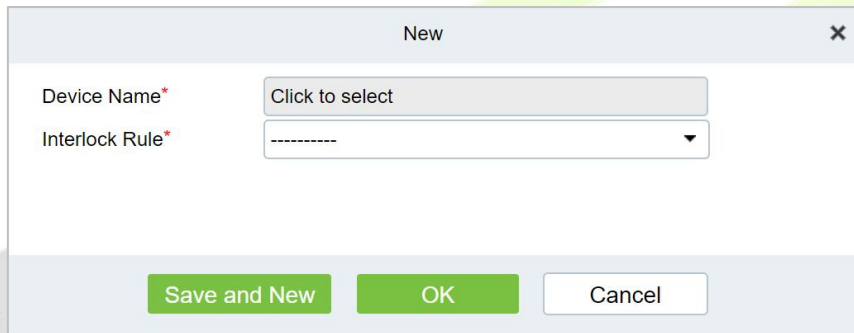 New
Device Name* Click to select
Interlock Rule* ----------
Save and New OK Cancel